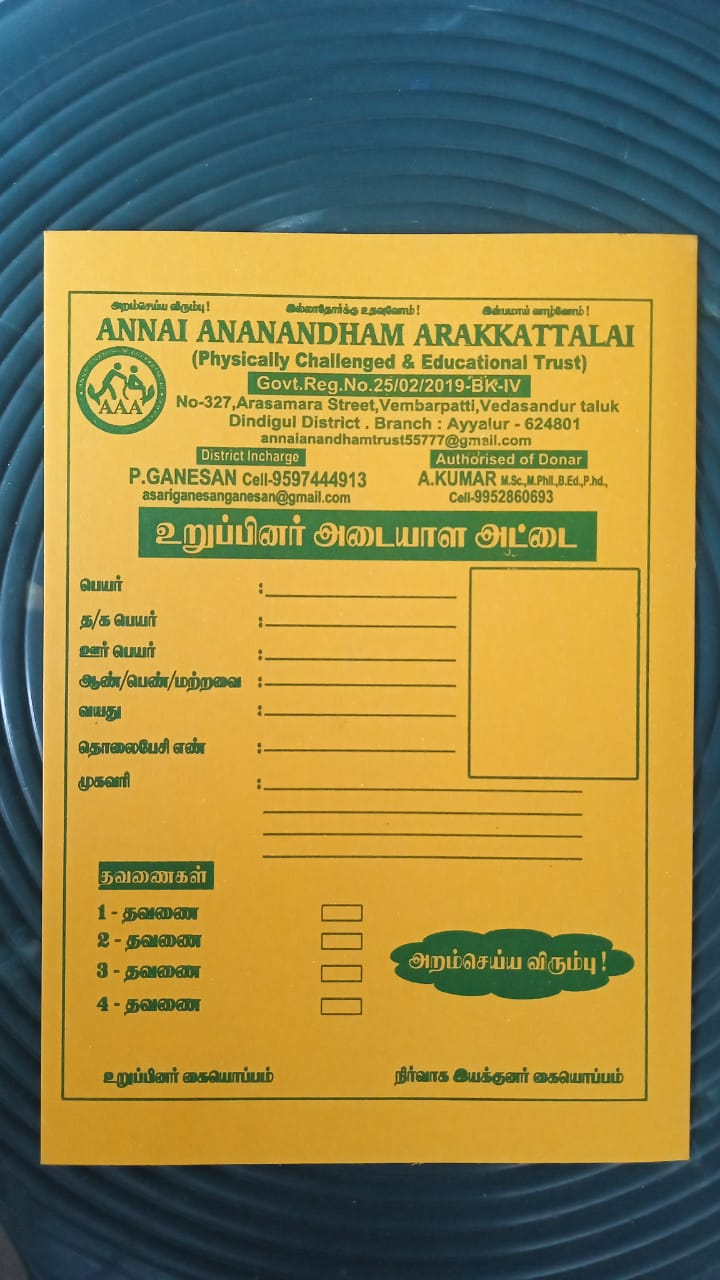 அறம்செய்ய விரும்பு! இல்லாதோர்க்கு உதவுவோம்! இன்பமாய் வாழ்வோம்!
ANNAI ANANANDHAM ARAKKATTALAI
(Physically Challenged & Educational Trust)
Govt.Reg.No.25/02/2019-BK-IV
AAA
No-327,Arasamara Street,Vembarpatti,Vedasandur taluk
Dindigul District . Branch : Ayyalur - 624801
annaianandhamtrust55777@gmail.com
District Incharge Authorised of Donar
P.GANESAN Cell-9597444913 A.KUMAR M.Sc.,M.Phil.,B.Ed.,P.hd.,
asariganesanganesan@gmail.com Cell-9952860693
உறுப்பினர் அடையாள அட்டை
பெயர் :
த/க பெயர் :
ஊர் பெயர் :
ஆண்/பெண்/மற்றவை :
வயது :
தொலைபேசி எண் :
முகவரி :
தவணைகள்
1 - தவணை
2 - தவணை
3 - தவணை
4 - தவணை
அறம்செய்ய விரும்பு!
உறுப்பினர் கையொப்பம் நிர்வாக இயக்குனர் கையொப்பம்